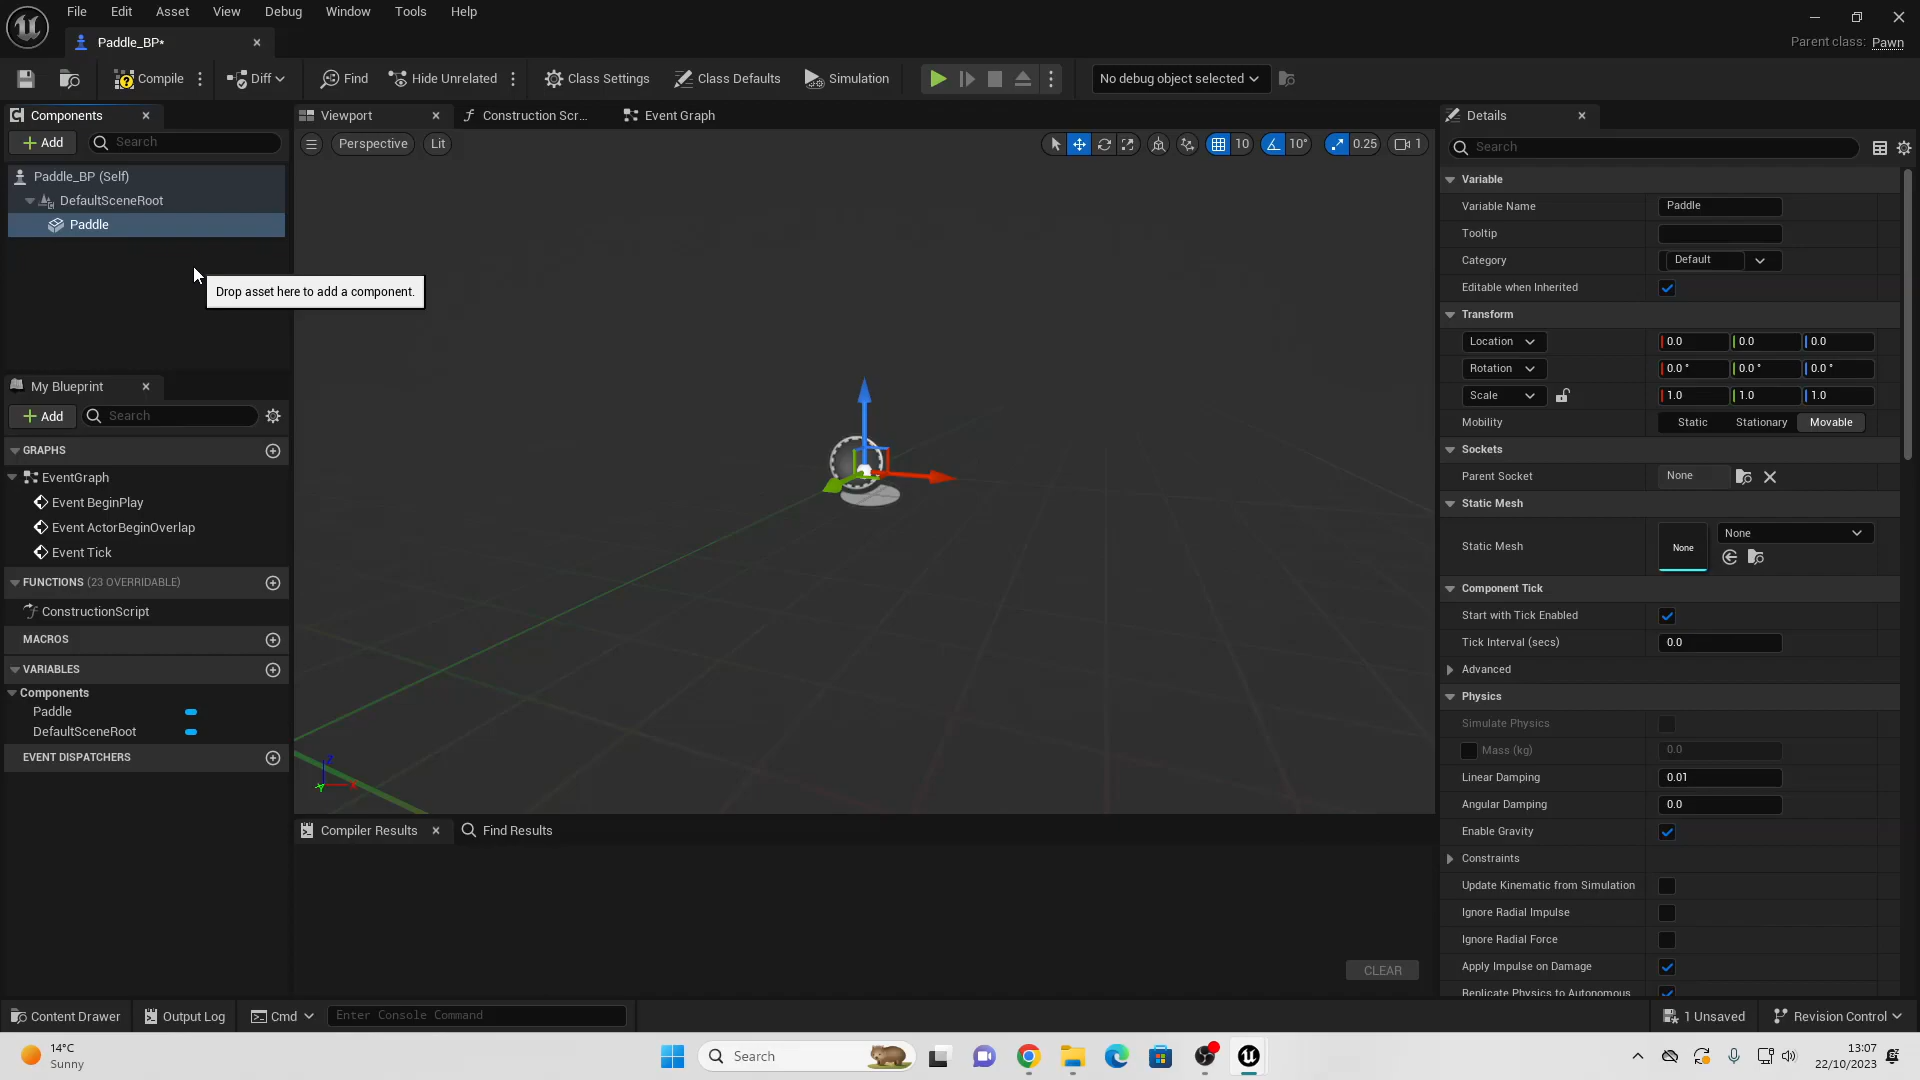 File Edit Asset View Debug Window Tools Help
Paddle_BP*
Parent class: Pawn
Compile Diff Find Hide Unrelated Class Settings Class Defaults Simulation No debug object selected
Components
Add Search
Paddle_BP (Self)
DefaultSceneRoot
Paddle
Drop asset here to add a component.
My Blueprint
Add Search
GRAPHS
EventGraph
Event BeginPlay
Event ActorBeginOverlap
Event Tick
FUNCTIONS (23 OVERRIDABLE)
ConstructionScript
MACROS
VARIABLES
Components
Paddle
DefaultSceneRoot
EVENT DISPATCHERS
Viewport Construction Scr... Event Graph
Perspective Lit 10 10° 0.25 1
Z
Compiler Results Find Results
CLEAR
Details
Search
Variable
Variable Name Paddle
Tooltip
Category Default
Editable when Inherited
Transform
Location 0.0 0.0 0.0
Rotation 0.0 ° 0.0 ° 0.0 °
Scale 1.0 1.0 1.0
Mobility Static Stationary Movable
Sockets
Parent Socket None
Static Mesh
Static Mesh None None
Component Tick
Start with Tick Enabled
Tick Interval (secs) 0.0
Advanced
Physics
Simulate Physics
Mass (kg) 0.0
Linear Damping 0.01
Angular Damping 0.0
Enable Gravity
Constraints
Update Kinematic from Simulation
Ignore Radial Impulse
Ignore Radial Force
Apply Impulse on Damage
Replicate Physics to Autonomous
Content Drawer Output Log Cmd Enter Console Command 1 Unsaved Revision Control
14°C
Sunny
Search
13:07
22/10/2023